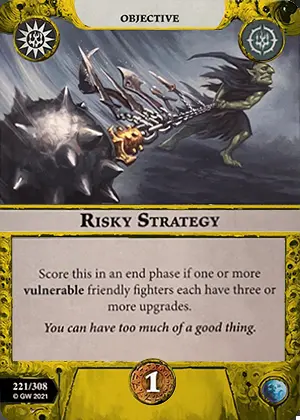 OBJECTIVE
RISKY STRATEGY
Score this in an end phase if one or more
vulnerable friendly fighters each have three or
more upgrades.
You can have too much of a good thing.
221/308
© GW 2021
1